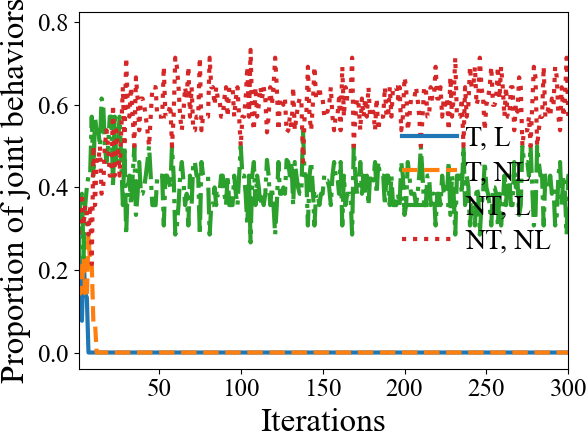 Proportion of joint behaviors
0.8
0.6
0.4
0.2
0.0
T, L
T, NL
NT, L
NT, NL
50
100
150
200
250
300
Iterations